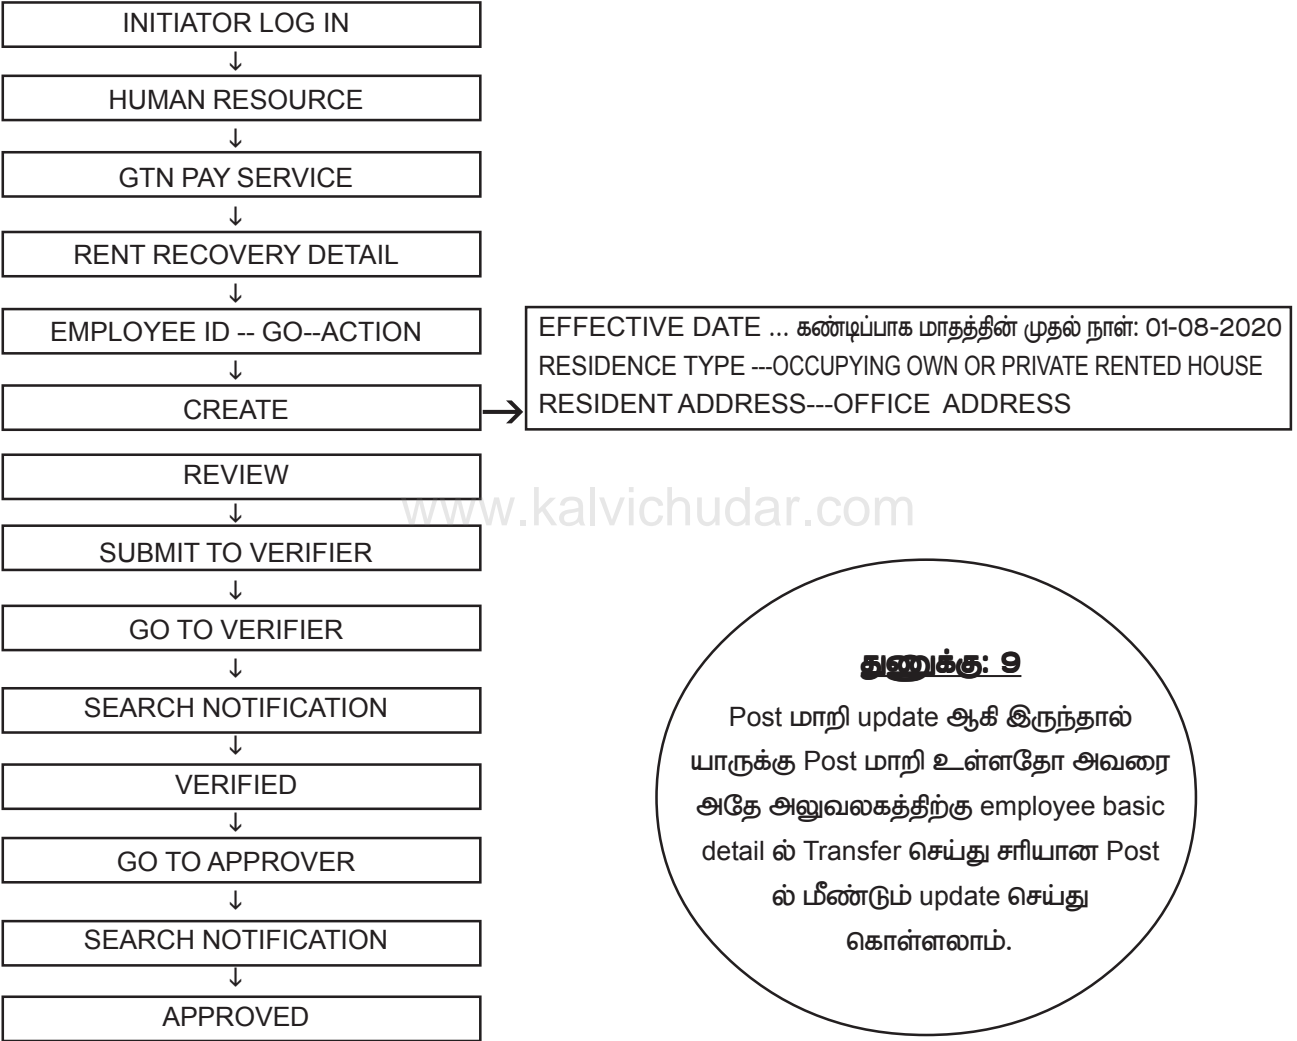 INITIATOR LOG IN
↓
HUMAN RESOURCE
↓
GTN PAY SERVICE
↓
RENT RECOVERY DETAIL
↓
EMPLOYEE ID -- GO--ACTION
↓
CREATE
→
EFFECTIVE DATE ... கண்டிப்பாக மாதத்தின் முதல் நாள்: 01-08-2020
RESIDENCE TYPE ---OCCUPYING OWN OR PRIVATE RENTED HOUSE
RESIDENT ADDRESS---OFFICE ADDRESS
REVIEW
↓
www.kalvichudar.com
SUBMIT TO VERIFIER
↓
GO TO VERIFIER
↓
SEARCH NOTIFICATION
↓
VERIFIED
↓
GO TO APPROVER
↓
SEARCH NOTIFICATION
↓
APPROVED
துணுக்கு: 9
Post மாறி update ஆகி இருந்தால்
யாருக்கு Post மாறி உள்ளதோ அவரை
அதே அலுவலகத்திற்கு employee basic
detail ல் Transfer செய்து சரியான Post
ல் மீண்டும் update செய்து
கொள்ளலாம்.